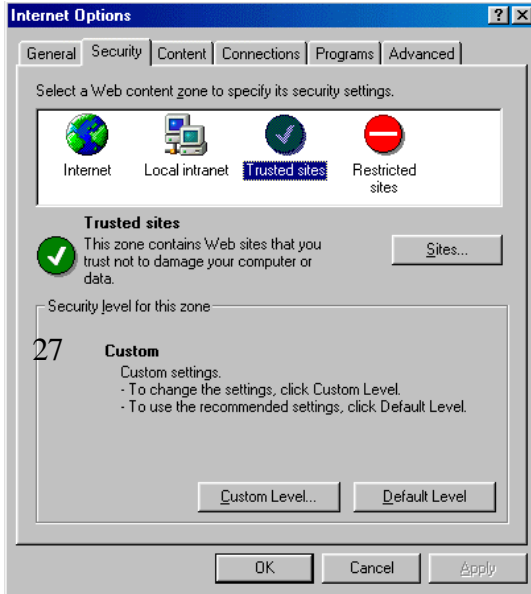 Internet Options
General Security Content Connections Programs Advanced
Select a Web content zone to specify its security settings.
Internet Local intranet Trusted sites Restricted
sites
Trusted sites
This zone contains Web sites that you
trust not to damage your computer or
data.
Sites...
Security level for this zone
27
Custom
Custom settings.
- To change the settings, click Custom Level.
- To use the recommended settings, click Default Level.
Custom Level... Default Level
OK Cancel Apply